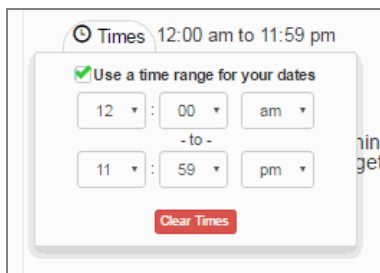 Times 12:00 am to 11:59 pm
Use a time range for your dates
12 : 00 am
- to -
11 : 59 pm
Clear Times